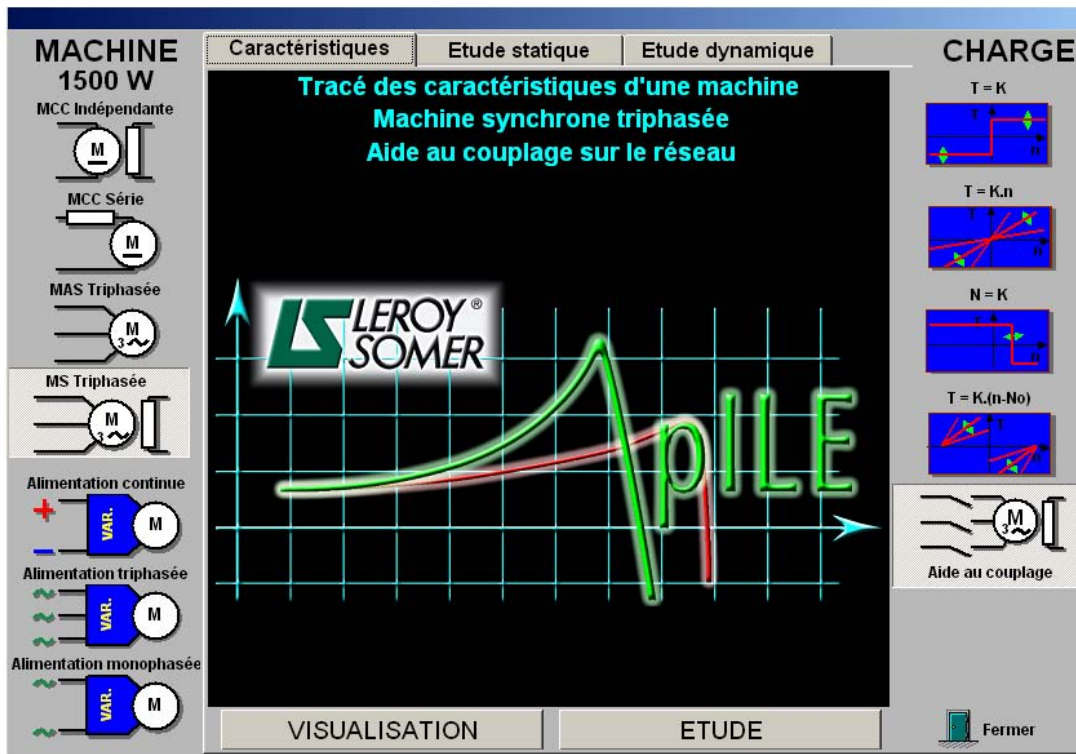 MACHINE
1500 W
MCC Indépendante
M
MCC Série
M
MAS Triphasée
M
3
MS Triphasée
M
3
Alimentation continue
+
VAR.
M
Alimentation triphasée
VAR.
M
Alimentation monophasée
VAR.
M
Caractéristiques
Etude statique
Etude dynamique
Tracé des caractéristiques d'une machine
Machine synchrone triphasée
Aide au couplage sur le réseau
LS LEROY®
SOMER
ApILE
VISUALISATION
ETUDE
CHARGE
T = K
T
n
T = K.n
T
n
N = K
T
n
T = K.(n-No)
T
n
M
3
Aide au couplage
Fermer